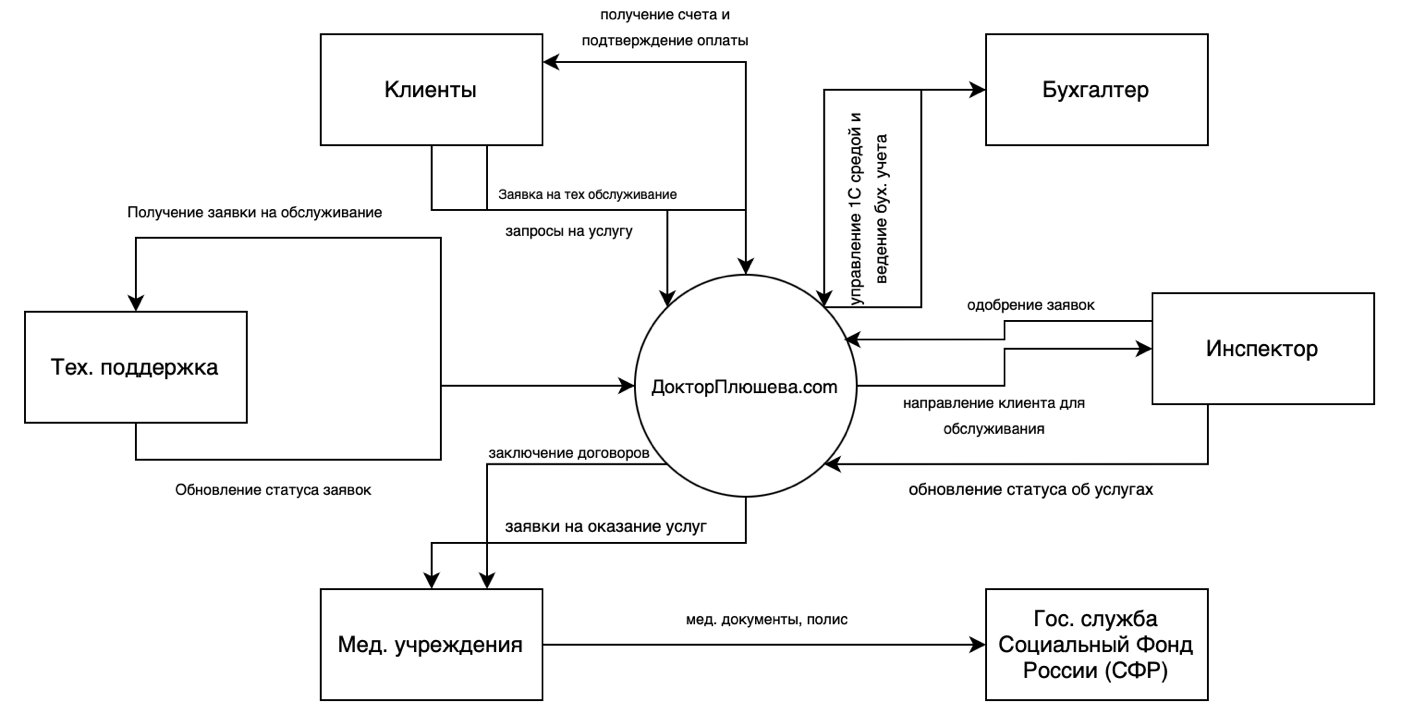 получение счета и
подтверждение оплаты
Клиенты
Бухгалтер
управление 1С средой и
ведение бух. учета
Заявка на тех обслуживание
Получение заявки на обслуживание
запросы на услугу
одобрение заявок
Тех. поддержка
ДокторПлюшева.com
Инспектор
направление клиента для
обслуживания
заключение договоров
Обновление статуса заявок
обновление статуса об услугах
заявки на оказание услуг
Мед. учреждения
мед. документы, полис
Гос. служба
Социальный Фонд
России (СФР)